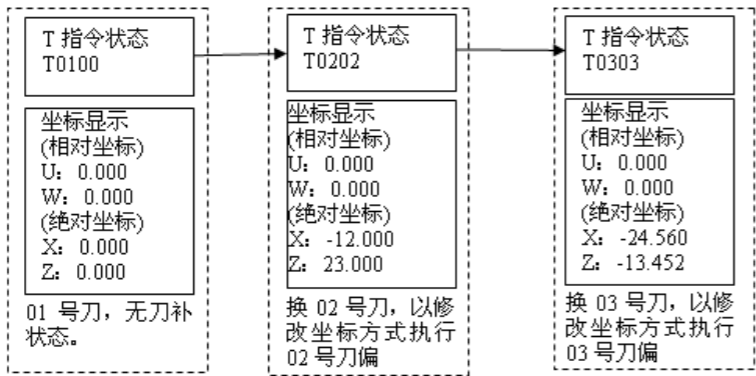 T 指令状态
T0100
坐标显示
(相对坐标)
U: 0.000
W: 0.000
(绝对坐标)
X: 0.000
Z: 0.000
01 号刀，无刀补
状态。
T 指令状态
T0202
坐标显示
(相对坐标)
U: 0.000
W: 0.000
(绝对坐标)
X: -12.000
Z: 23.000
换 02 号刀，以修
改坐标方式执行
02 号刀偏
T 指令状态
T0303
坐标显示
(相对坐标)
U: 0.000
W: 0.000
(绝对坐标)
X: -24.560
Z: -13.452
换 03 号刀，以修
改坐标方式执行
03 号刀偏